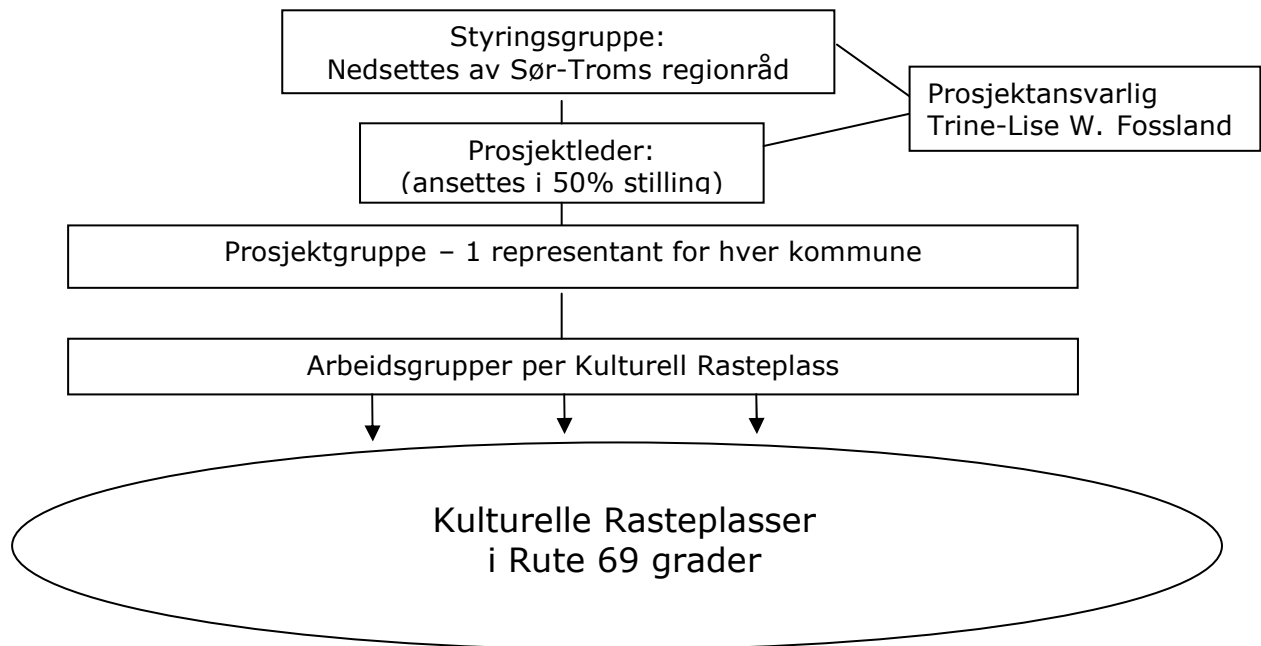 Styringsgruppe:
Nedsettes av Sør-Troms regionråd
Prosjektansvarlig
Trine-Lise W. Fossland
Prosjektleder:
(ansettes i 50% stilling)
Prosjektgruppe – 1 representant for hver kommune
Arbeidsgrupper per Kulturell Rasteplass
Kulturelle Rasteplasser
i Rute 69 grader